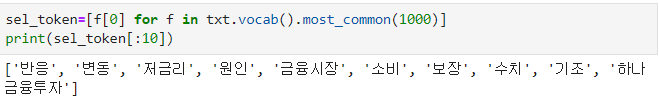 sel_token=[f[0] for f in txt.vocab().most_common(1000)]
print(sel_token[:10])
['반응', '변동', '저금리', '원인', '금융시장', '소비', '보장', '수치', '기조', '하나
금융투자']